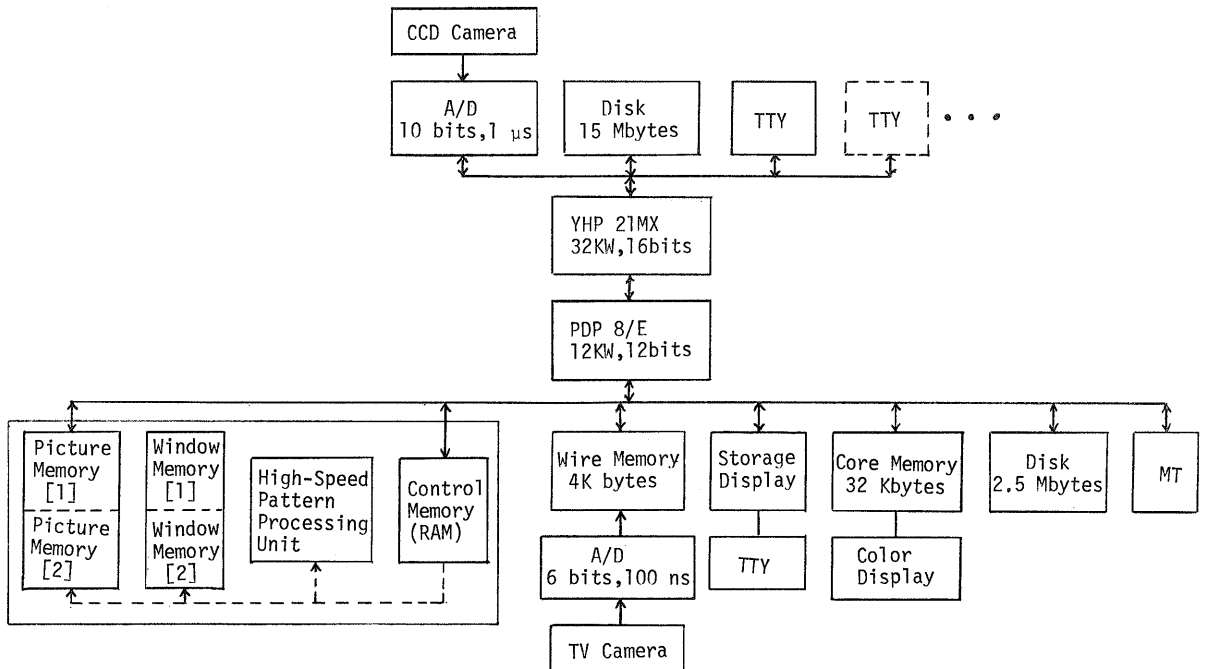 CCD Camera
A/D
10 bits,1 μs
Disk
15 Mbytes
TTY
TTY
YHP 21MX
32KW,16bits
PDP 8/E
12KW,12bits
Picture
Memory
[1]
Picture
Memory
[2]
Window
Memory
[1]
Window
Memory
[2]
High-Speed
Pattern
Processing
Unit
Control
Memory
(RAM)
Wire Memory
4K bytes
Storage
Display
Core Memory
32 Kbytes
Disk
2.5 Mbytes
MT
A/D
6 bits,100 ns
TTY
Color
Display
TV Camera